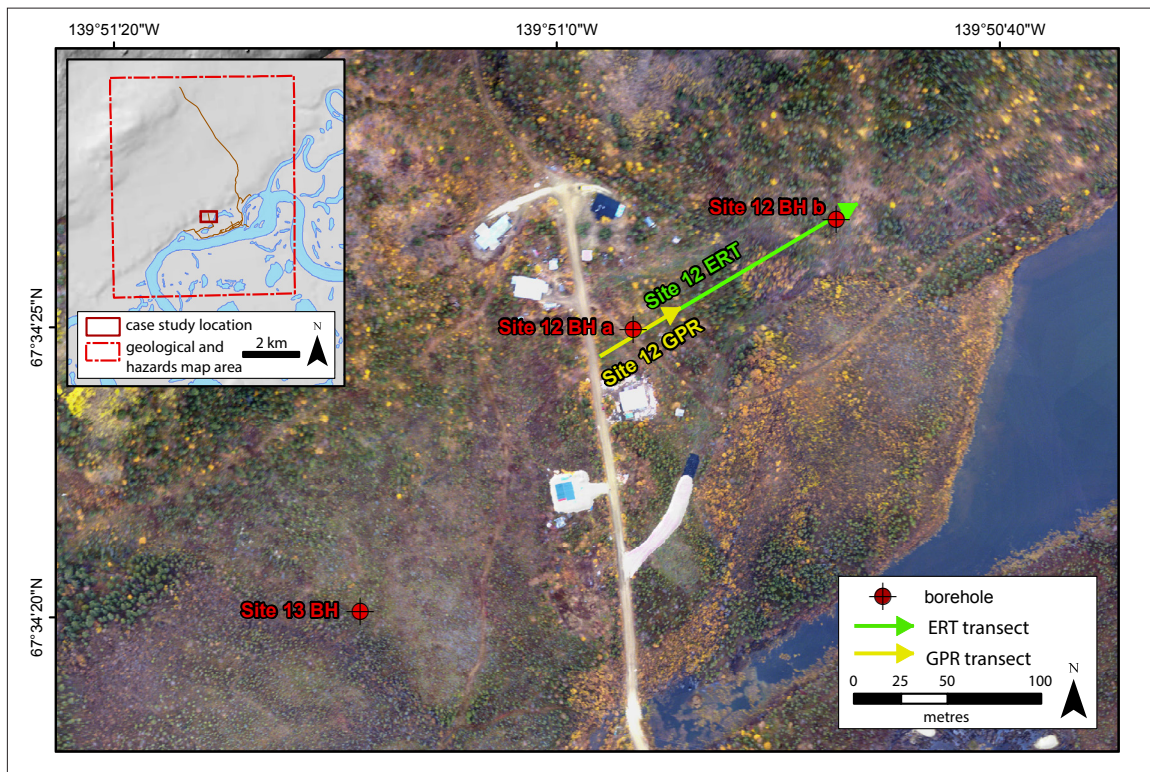 139°51'20"W
139°51'0"W
139°50'40"W
67°34'25"N
67°34'20"N
case study location
geological and
hazards map area
2 km
N
Site 12 BH b
Site 12 ERT
Site 12 BH a
Site 12 GPR
Site 13 BH
borehole
ERT transect
GPR transect
0 25 50 100
metres
N